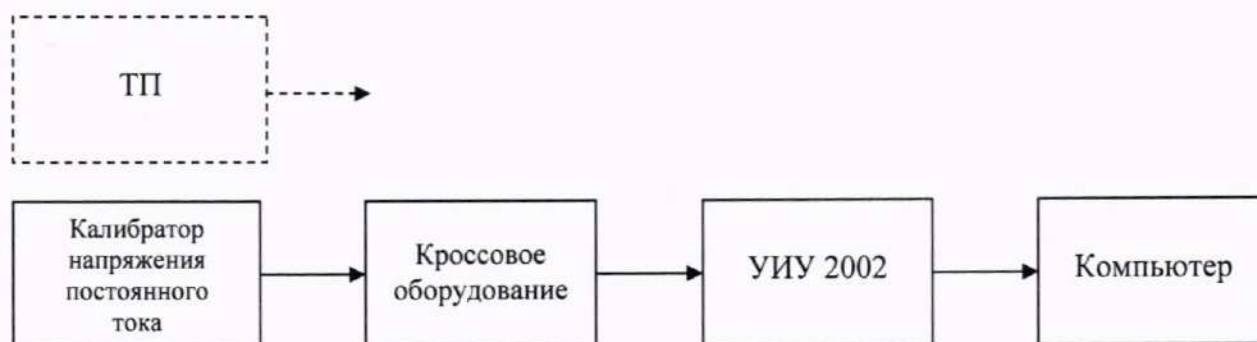 ТП
Калибратор
напряжения
постоянного
тока
Кроссовое
оборудование
УИУ 2002
Компьютер